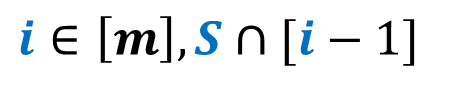 i ∈ [m], S ∩ [i − 1]